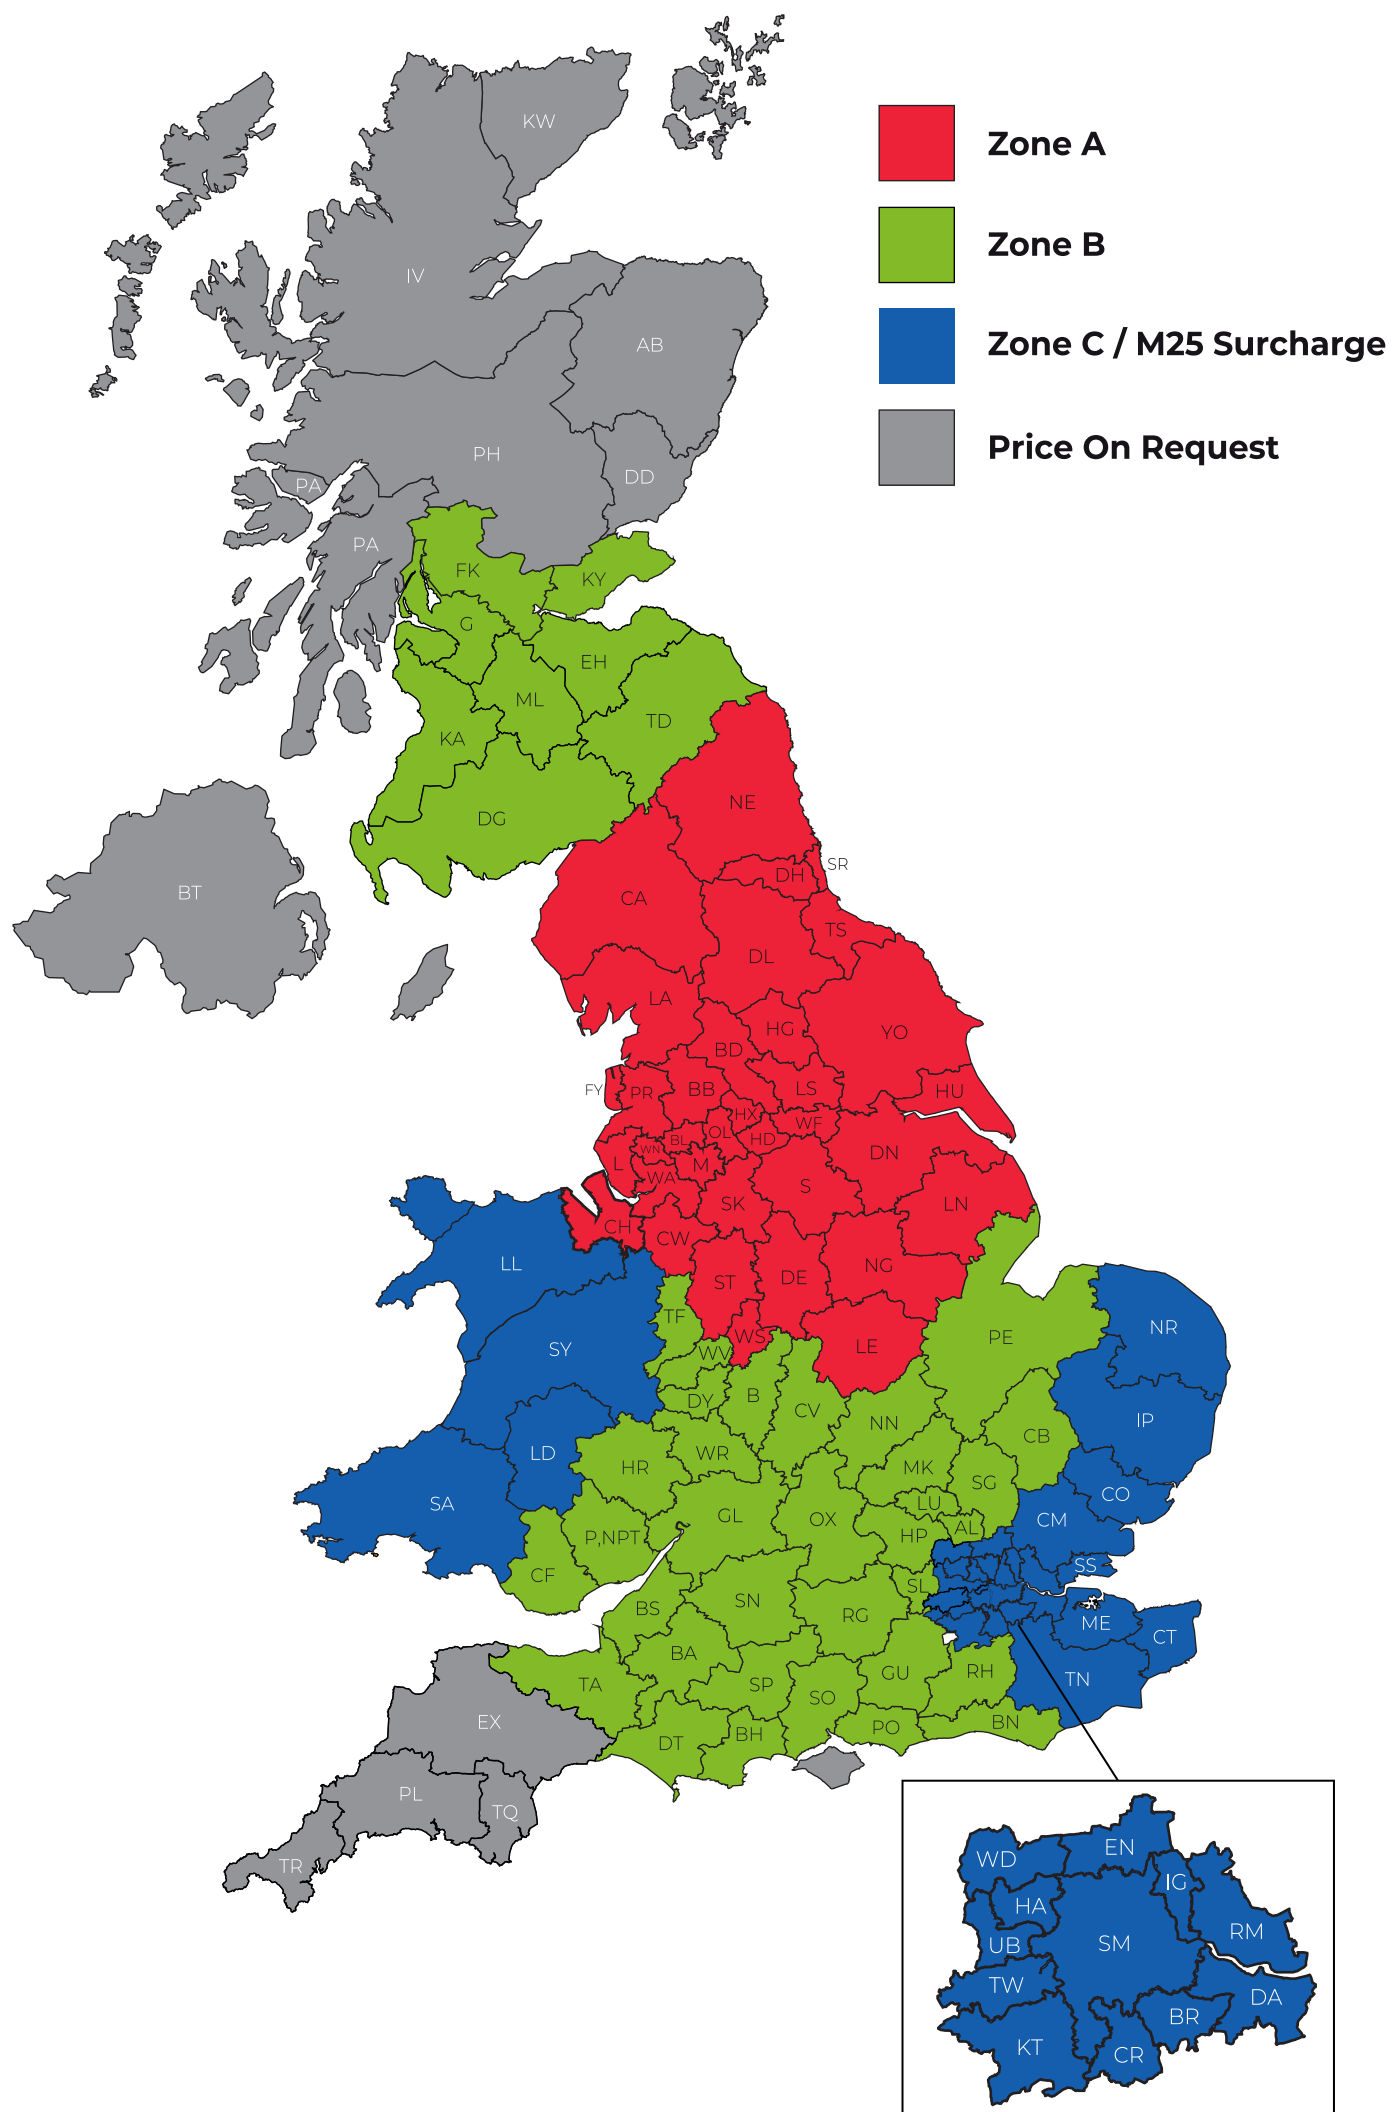 KW
Zone A
Zone B
IV
AB
Zone C / M25 Surcharge
PH
Price On Request
DD
PA
PA
FK
KY
G
EH
ML
TD
KA
NE
DG
SR
DH
BT
CA
TS
DL
LA
HG
YO
BD
FY
PR
BB
LS
HU
HX
WF
OL
BL
HD
WN
DN
L
M
WA
S
SK
LN
CH
CW
LL
NG
ST
DE
TF
NR
WS
PE
LE
SY
WV
B
DY
CV
IP
NN
CB
LD
WR
HR
MK
SG
CO
SA
LU
GL
OX
CM
AL
HP
P,NPT
SS
CF
SL
SN
BS
RG
ME
CT
BA
RH
GU
TN
TA
SP
SO
EX
BN
PO
BH
DT
PL
TQ
TR
EN
WD
IG
HA
RM
UB
SM
TW
DA
BR
KT
CR